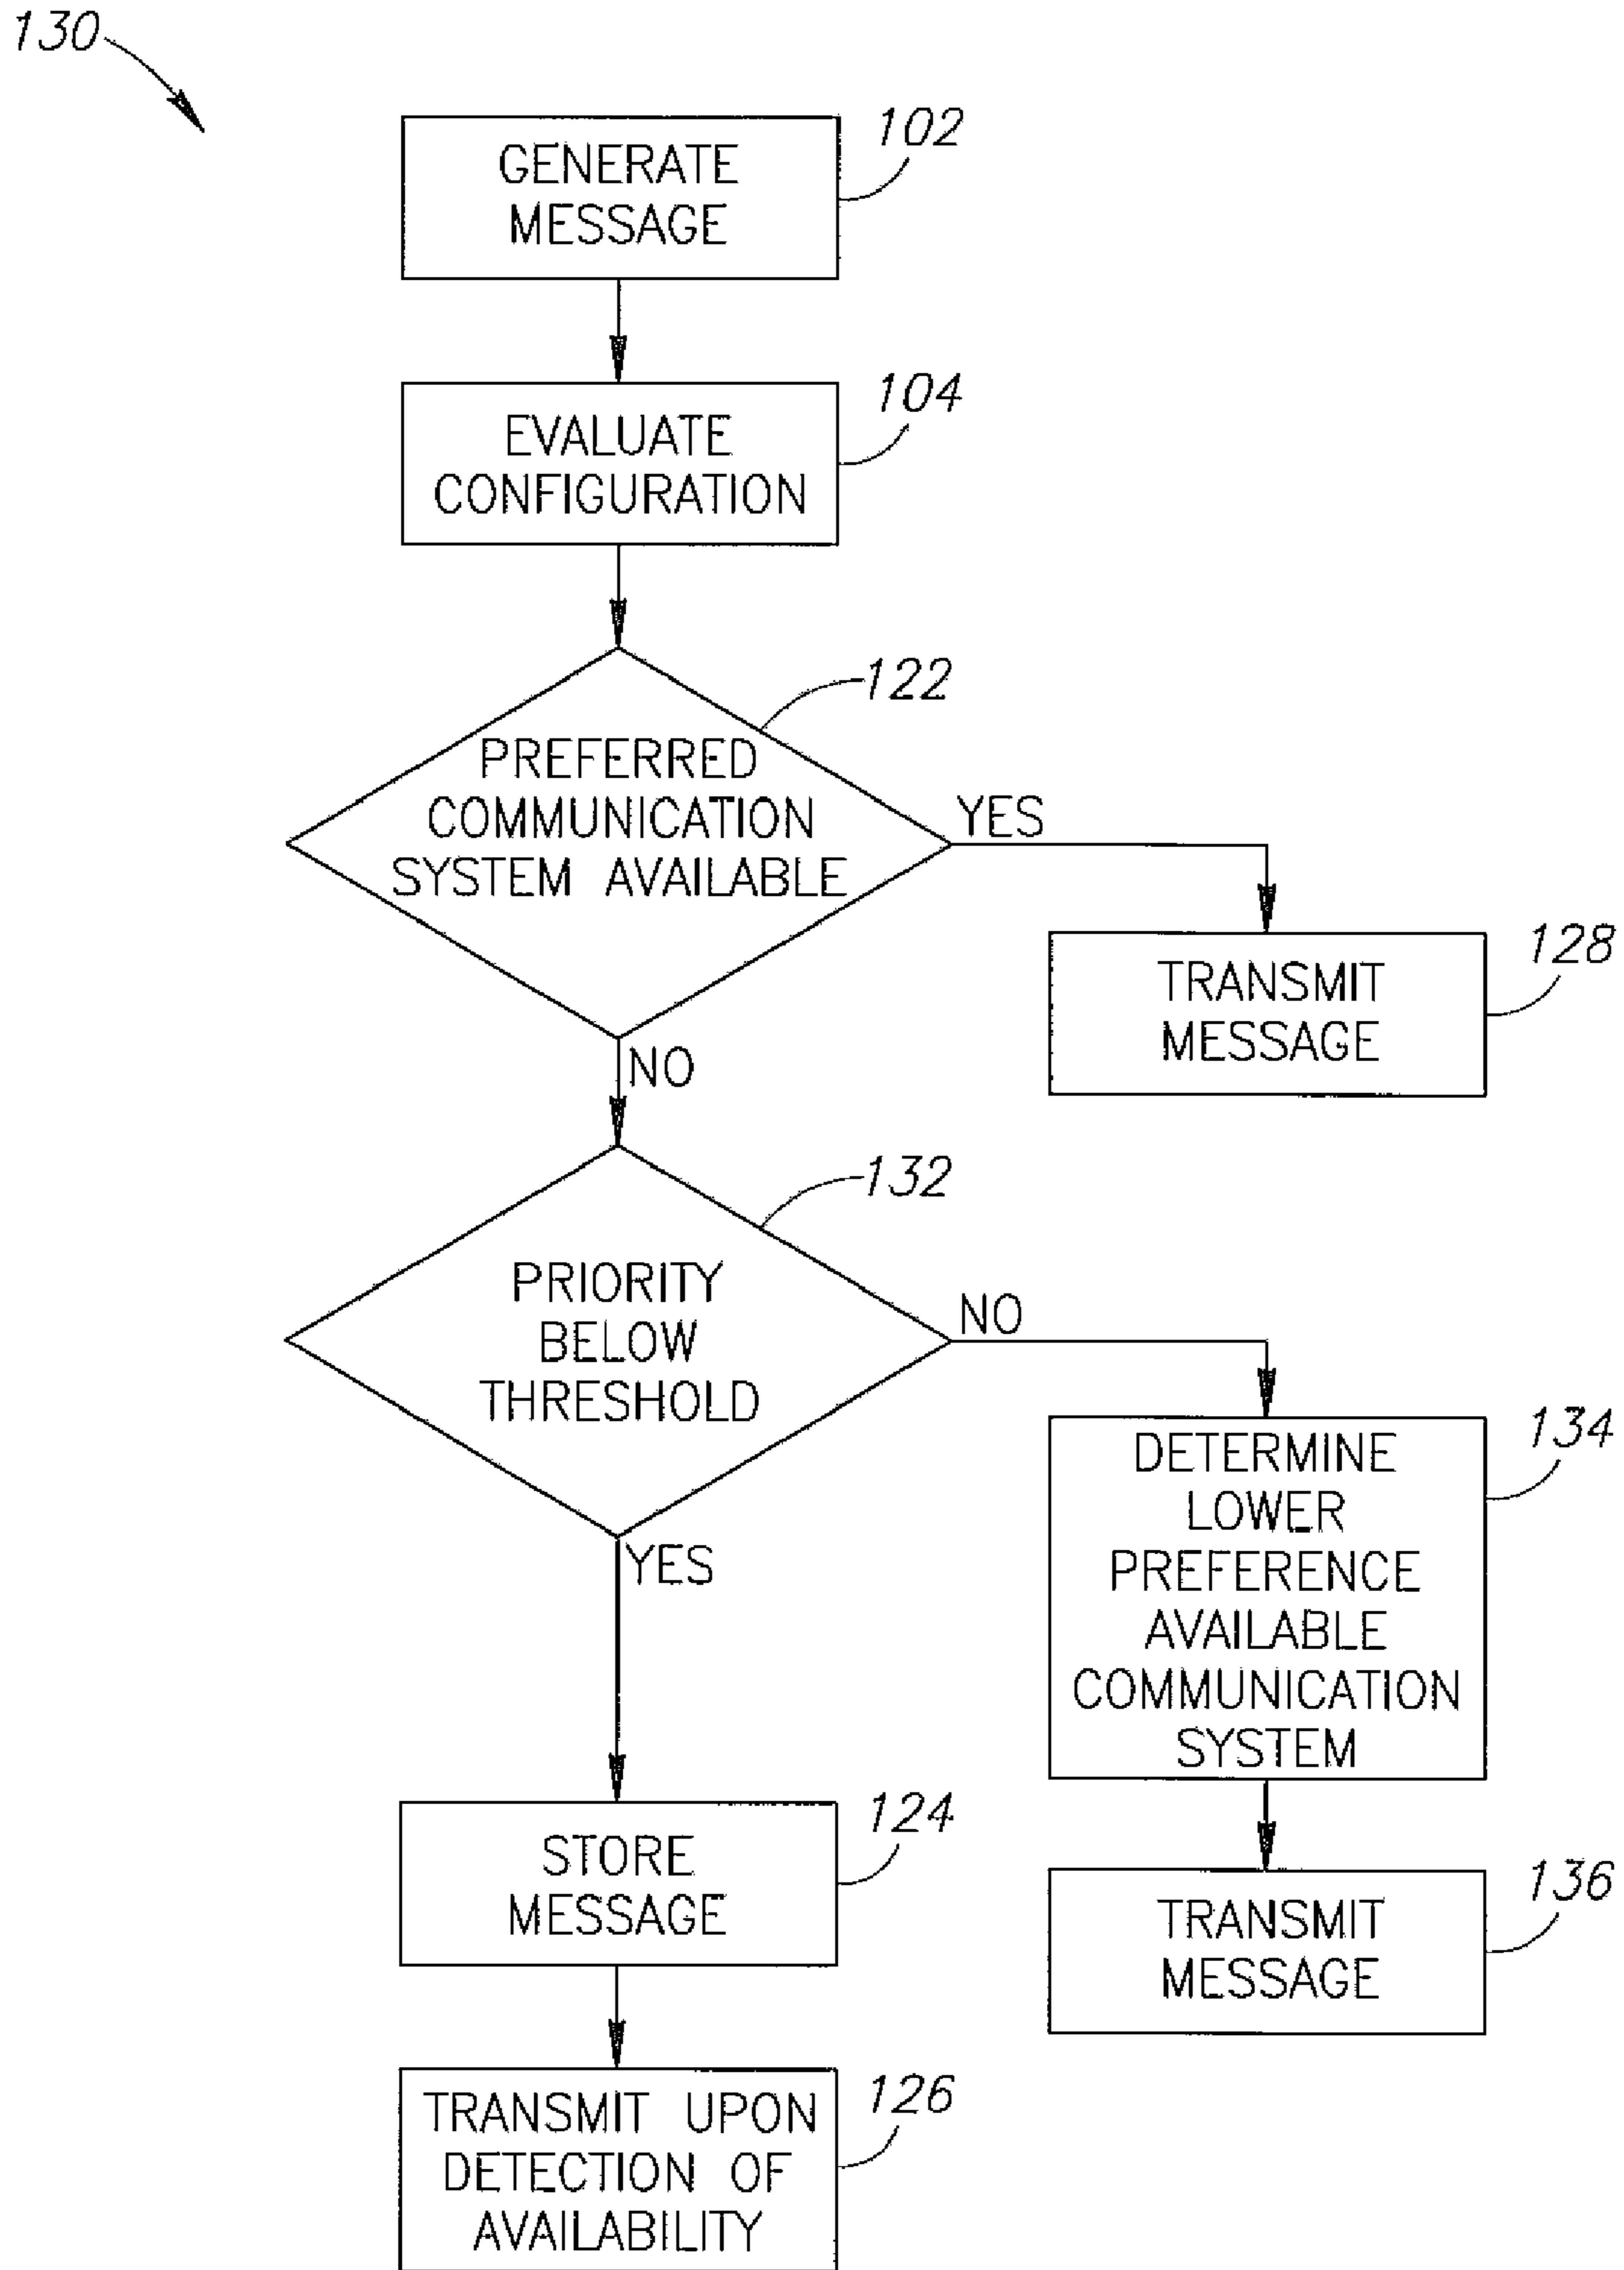 130
102
GENERATE
MESSAGE
104
EVALUATE
CONFIGURATION
122
PREFERRED
COMMUNICATION
SYSTEM AVAILABLE
YES
128
TRANSMIT
MESSAGE
NO
132
PRIORITY
BELOW
THRESHOLD
NO
134
DETERMINE
LOWER
PREFERENCE
AVAILABLE
COMMUNICATION
SYSTEM
YES
124
STORE
MESSAGE
136
TRANSMIT
MESSAGE
126
TRANSMIT UPON
DETECTION OF
AVAILABILITY